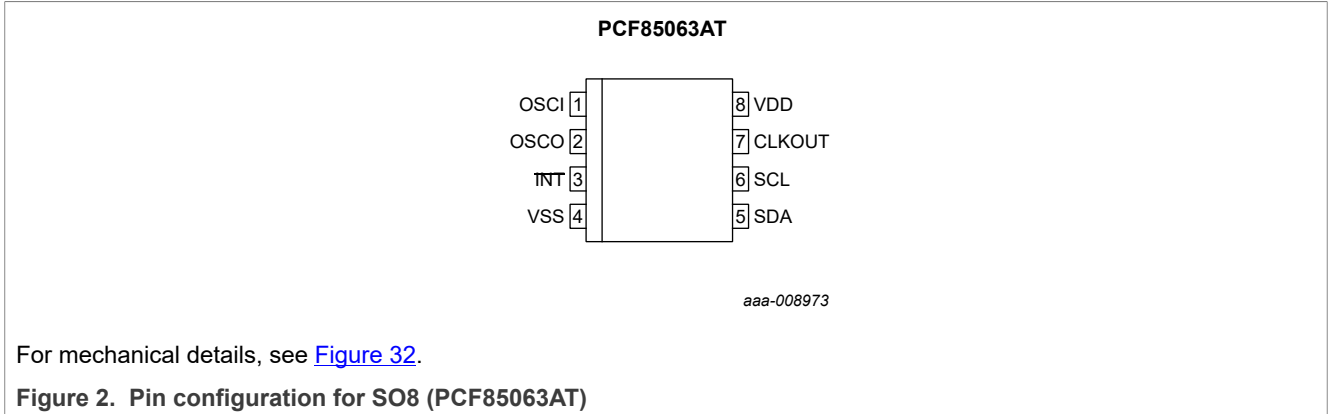 PCF85063AT
OSCI 1 8 VDD
OSCO 2 7 CLKOUT
INT 3 6 SCL
VSS 4 5 SDA
aaa-008973
For mechanical details, see Figure 32.
Figure 2. Pin configuration for SO8 (PCF85063AT)